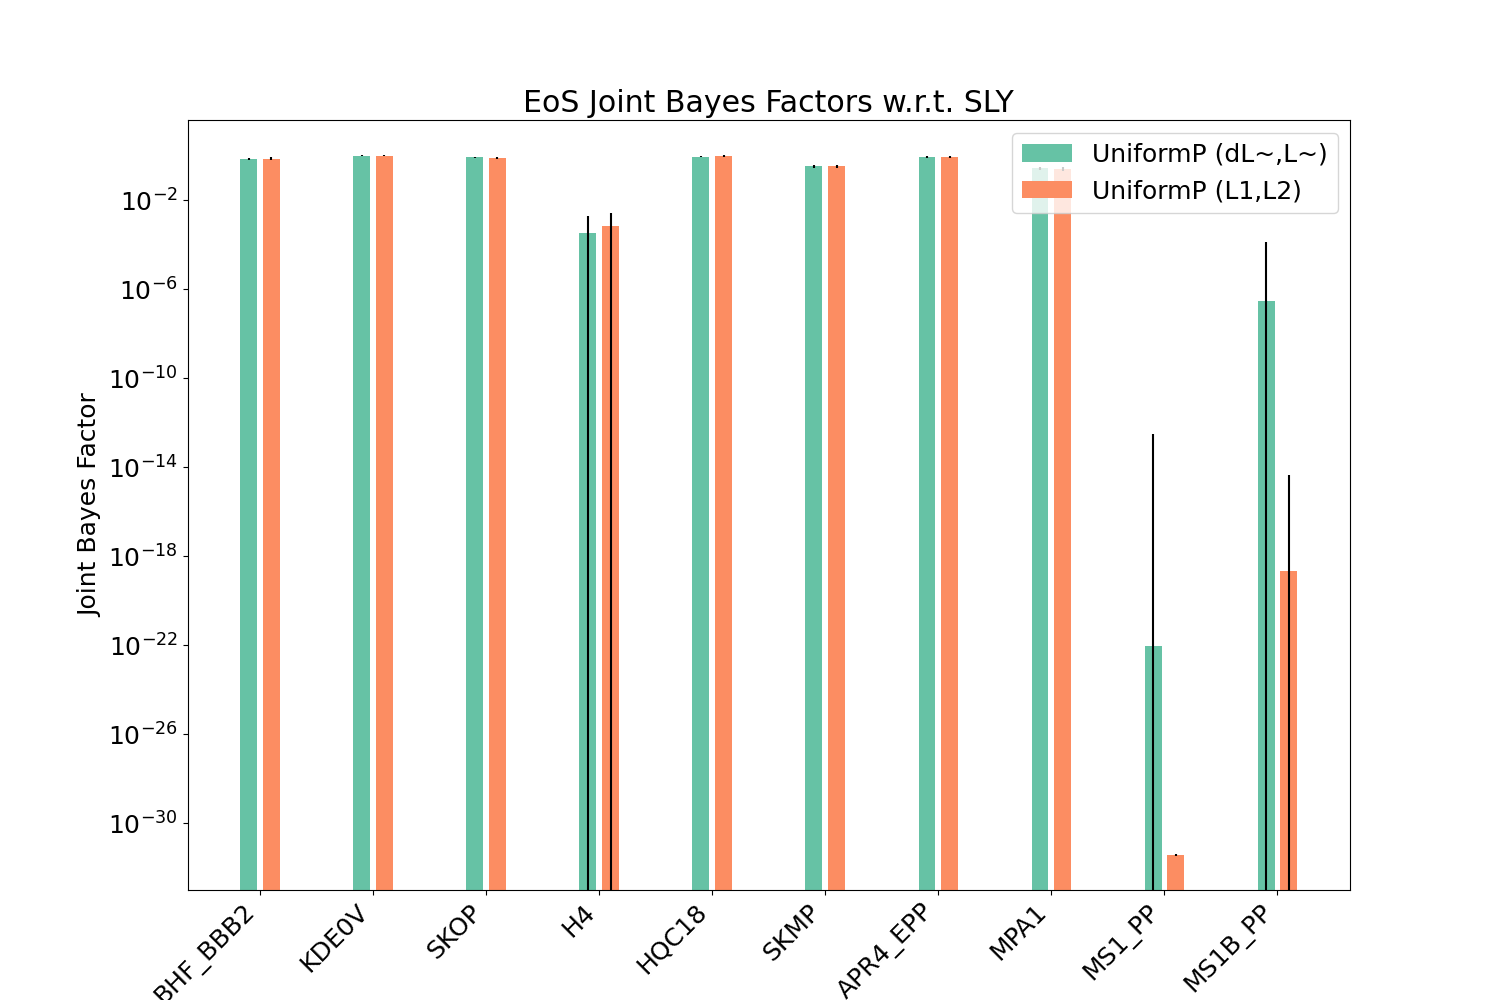 EoS Joint Bayes Factors w.r.t. SLY
UniformP (dL~,L~)
UniformP (L1,L2)
Joint Bayes Factor
10⁻²
10⁻⁶
10⁻¹⁰
10⁻¹⁴
10⁻¹⁸
10⁻²²
10⁻²⁶
10⁻³⁰
BHF_BBB2
KDE0V
SKOP
H4
HQC18
SKMP
APR4_EPP
MPA1
MS1_PP
MS1B_PP